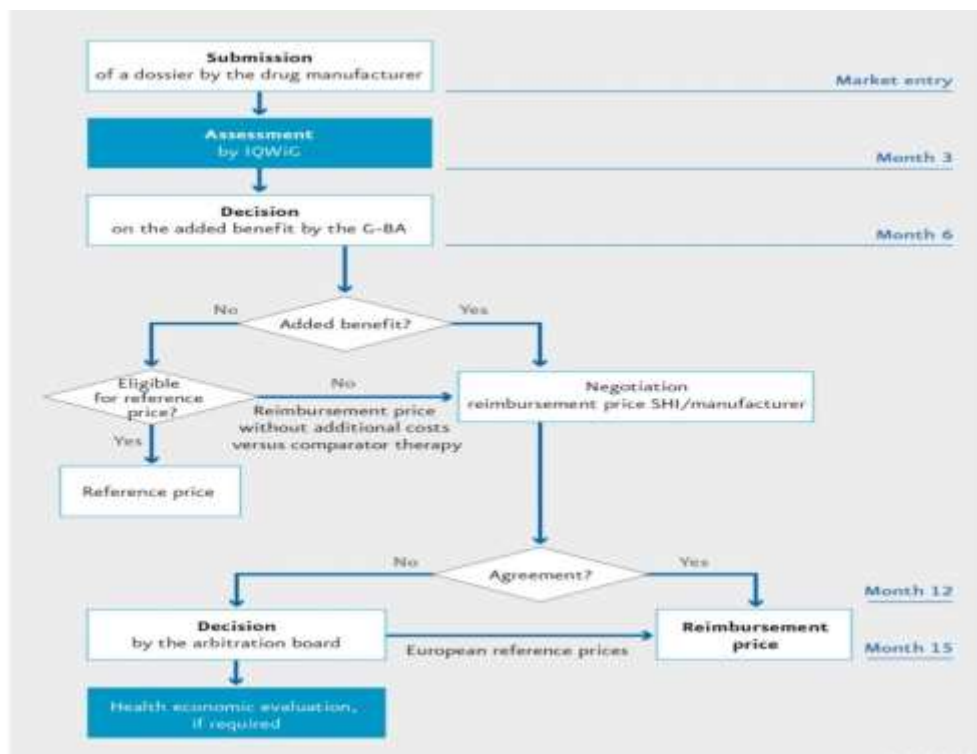 Submission
of a dossier by the drug manufacturer
Market entry
Assessment
by IQWiG
Month 3
Decision
on the added benefit by the G-BA
Month 6
No
Added benefit?
Yes
Eligible
for reference
price?
No
Reimbursement price
without additional costs
versus comparator therapy
Negotiation
reimbursement price SHI/manufacturer
Yes
Reference price
No
Agreement?
Yes
Month 12
Decision
by the arbitration board
European reference prices
Reimbursement
price
Month 15
Health economic evaluation,
if required